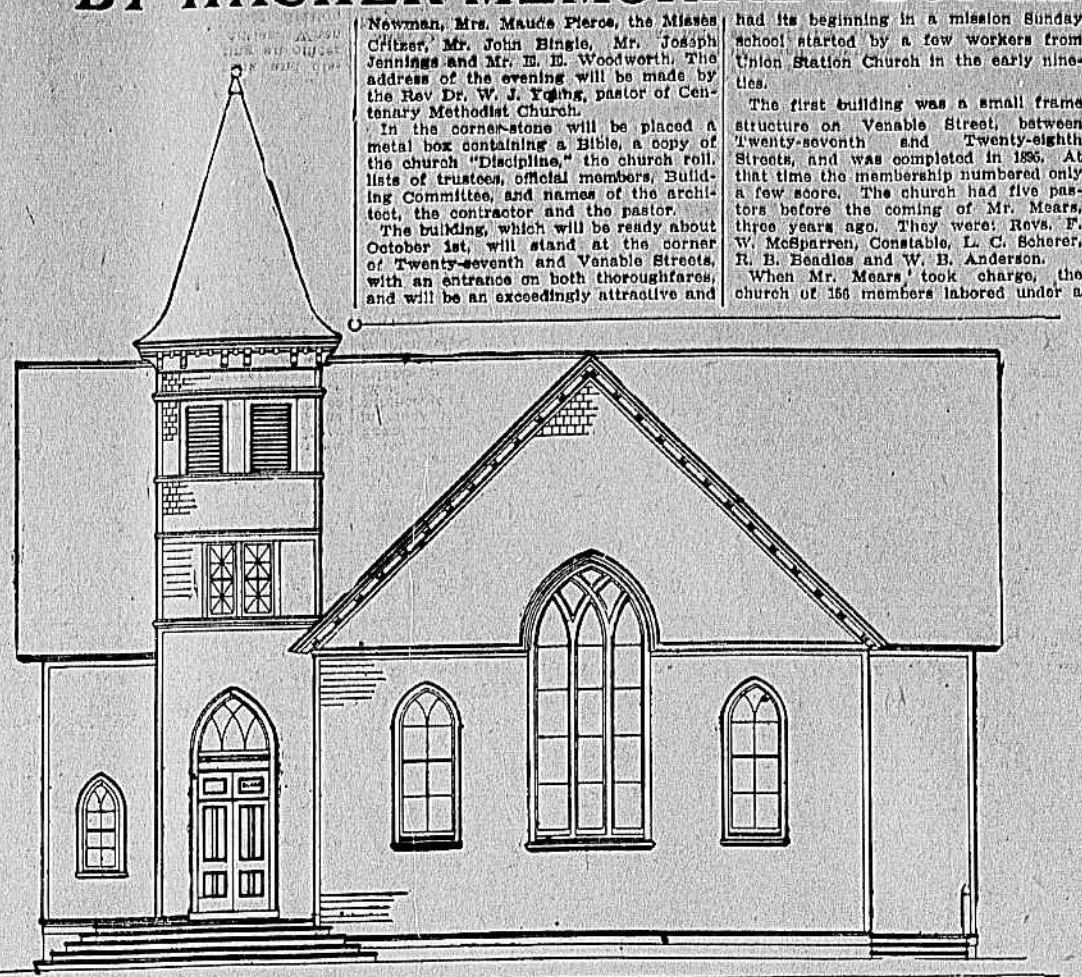 Newman, Mrs. Maude Pierce, the Misses
Critzer, Mr. John Bingle, Mr. Joseph
Jennings and Mr. E. E. Woodworth. The
address of the evening will be made by
the Rev Dr. W. J. Young, pastor of Cen-
tenary Methodist Church.
In the corner-stone will be placed a
metal box containing a Bible, a copy of
the church "Discipline," the church roll,
lists of trustees, official members, Build-
ing Committee, and names of the archi-
tect, the contractor and the pastor.
The building, which will be ready about
October 1st, will stand at the corner
of Twenty-seventh and Venable Streets,
with an entrance on both thoroughfares,
and will be an exceedingly attractive and
had its beginning in a mission Sunday
school started by a few workers from
Union Station Church in the early nine-
ties.
The first building was a small frame
structure on Venable Street, between
Twenty-seventh and Twenty-eighth
Streets, and was completed in 1895. At
that time the membership numbered only
a few score. The church had five pas-
tors before the coming of Mr. Mears,
three years ago. They were: Revs. F.
W. McSparren, Constable, L. C. Scherer,
R. B. Beadles and W. B. Anderson.
When Mr. Mears took charge, the
church of 156 members labored under a